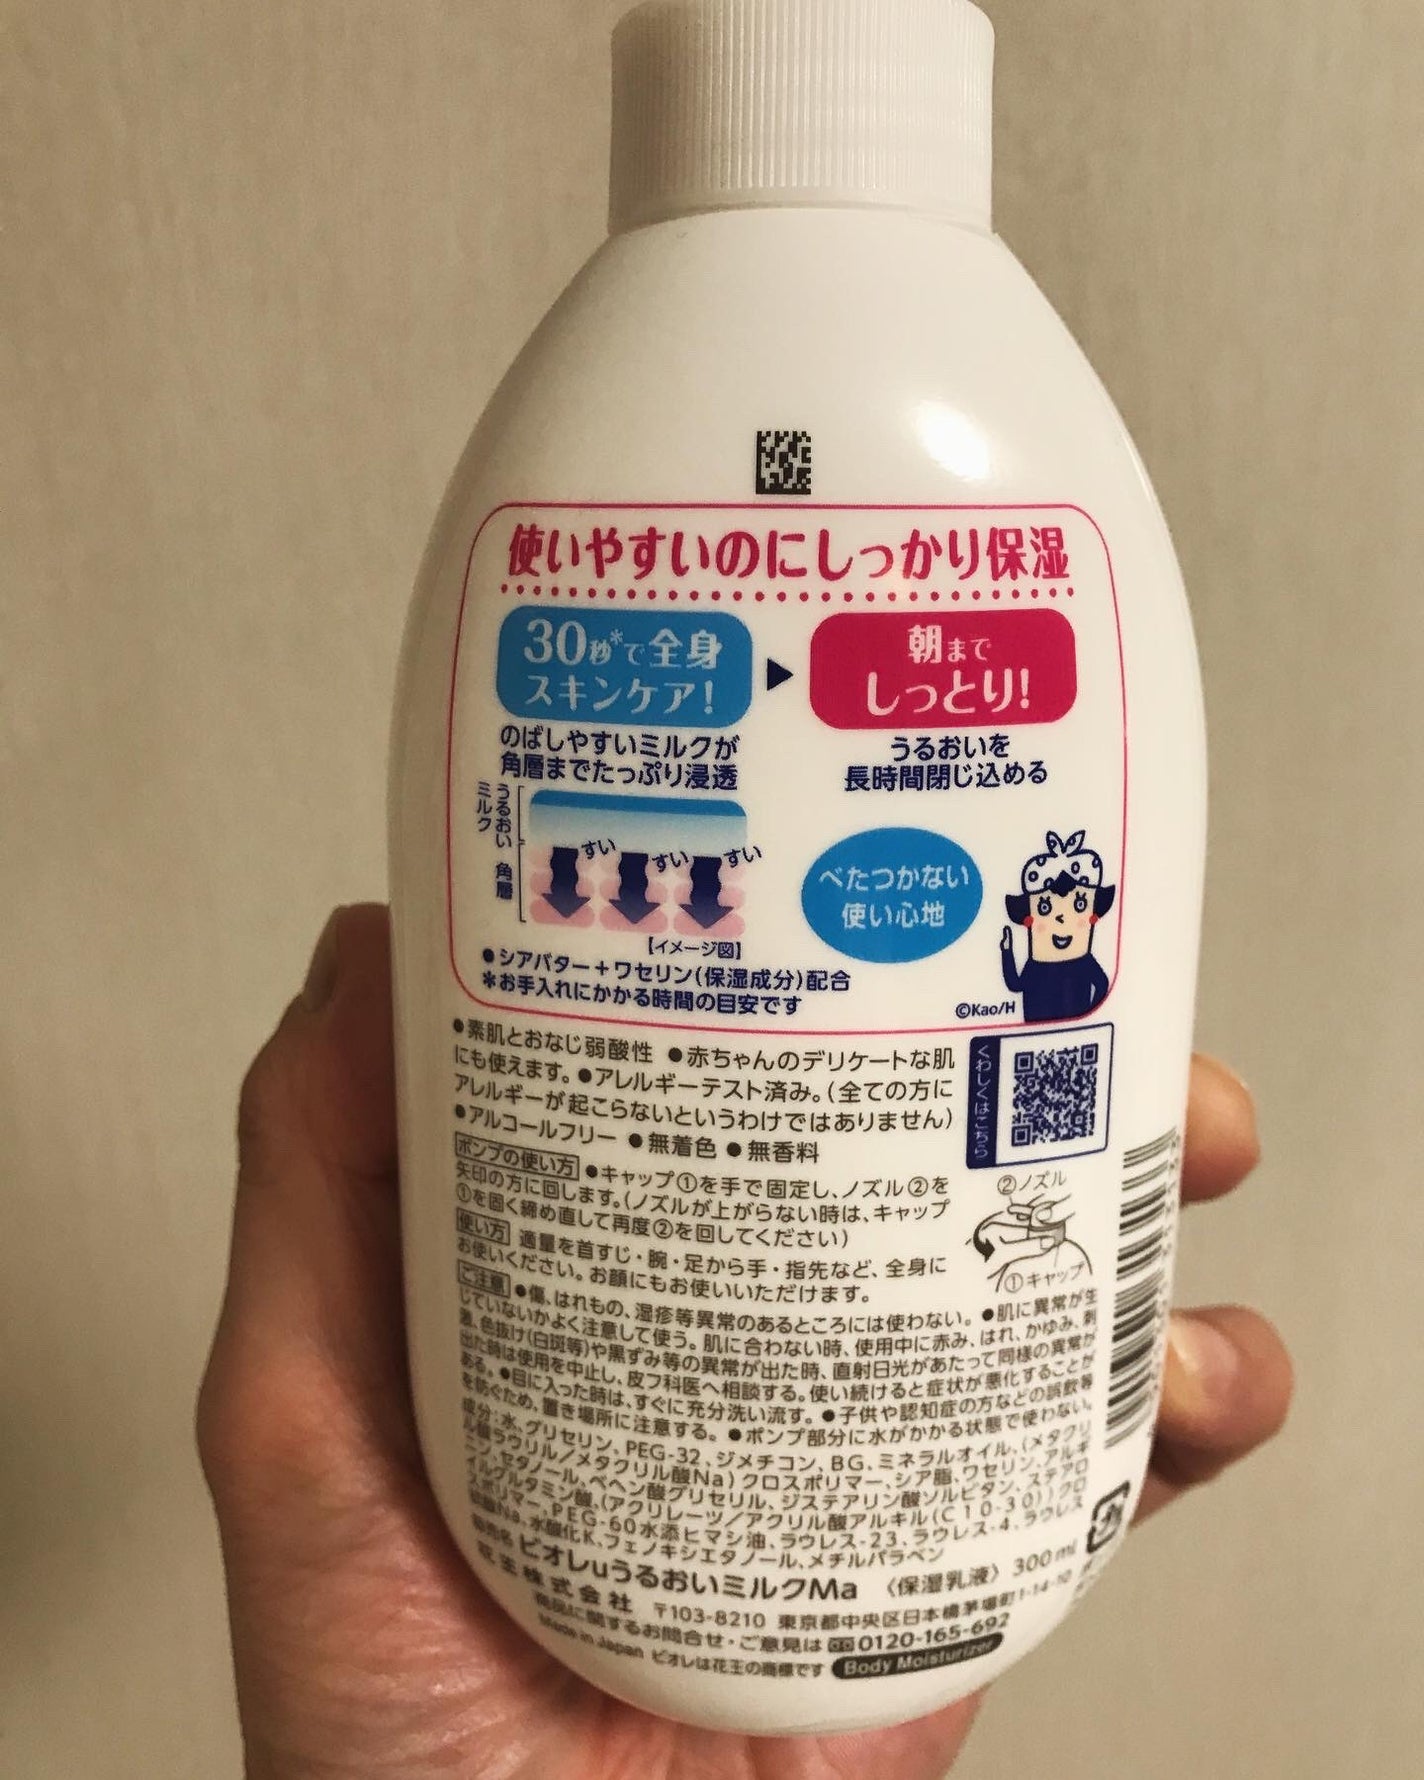 使いやすいのにしっかり保湿
30秒*で全身
スキンケア!
朝まで
しっとり!
のばしやすいミルクが
角層までたっぷり浸透
うるおいを
長時間閉じ込める
うるおい
ミルク
角層
すい
すい
すい
【イメージ図】
べたつかない
使い心地
●シアバター+ワセリン(保湿成分)配合
*お手入れにかかる時間の目安です
©Kao/H
●素肌とおなじ弱酸性 ●赤ちゃんのデリケートな肌
にも使えます。●アレルギーテスト済み。(全ての方に
アレルギーが起こらないというわけではありません)
●アルコールフリー ●無着色 ●無香料
くわしくはこちら
ポンプの使い方 ●キャップ①を手で固定し、ノズル②を
矢印の方に回します。(ノズルが上がらない時は、キャップ
①を固く締め直して再度②を回してください)
②ノズル
①キャップ
使い方 適量を首すじ・腕・足から手・指先など、全身に
お使いください。お顔にもお使いいただけます。
ご注意 ●傷、はれもの、湿疹等異常のあるところには使わない。●肌に異常が生
じていないかよく注意して使う。肌に合わない時、使用中に赤み、はれ、かゆみ、刺
激、色抜け(白斑等)や黒ずみ等の異常が出た時、直射日光があたって同様の異常が
出た時は使用を中止し、皮フ科医へ相談する。使い続けると症状が悪化することが
ある。●目に入った時は、すぐに充分洗い流す。●子供や認知症の方などの誤飲等
を防ぐため、置き場所に注意する。●ポンプ部分に水がかかる状態で使わない。
成分:水、グリセリン、PEG-32、ジメチコン、BG、ミネラルオイル、(メタクリ
ル酸ラウリル/メタクリル酸Na)クロスポリマー、シア脂、ワセリン、アルギ
ニン、セタノール、ベヘン酸グリセリル、ジステアリン酸ソルビタン、ステアロ
イルグルタミン酸、(アクリレーツ/アクリル酸アルキル(C10-30))クロ
スポリマー、PEG-60水添ヒマシ油、ラウレス-23、ラウレス-4、ラウレス
硫酸Na、水酸化K、フェノキシエタノール、メチルパラベン
販売名 ビオレuうるおいミルクMa 〈保湿乳液〉 300ml
花王株式会社 〒103-8210 東京都中央区日本橋茅場町1-14-10
商品に関するお問合せ・ご意見は 0120-165-692
Made in Japan ビオレは花王の商標です Body Moisturizer